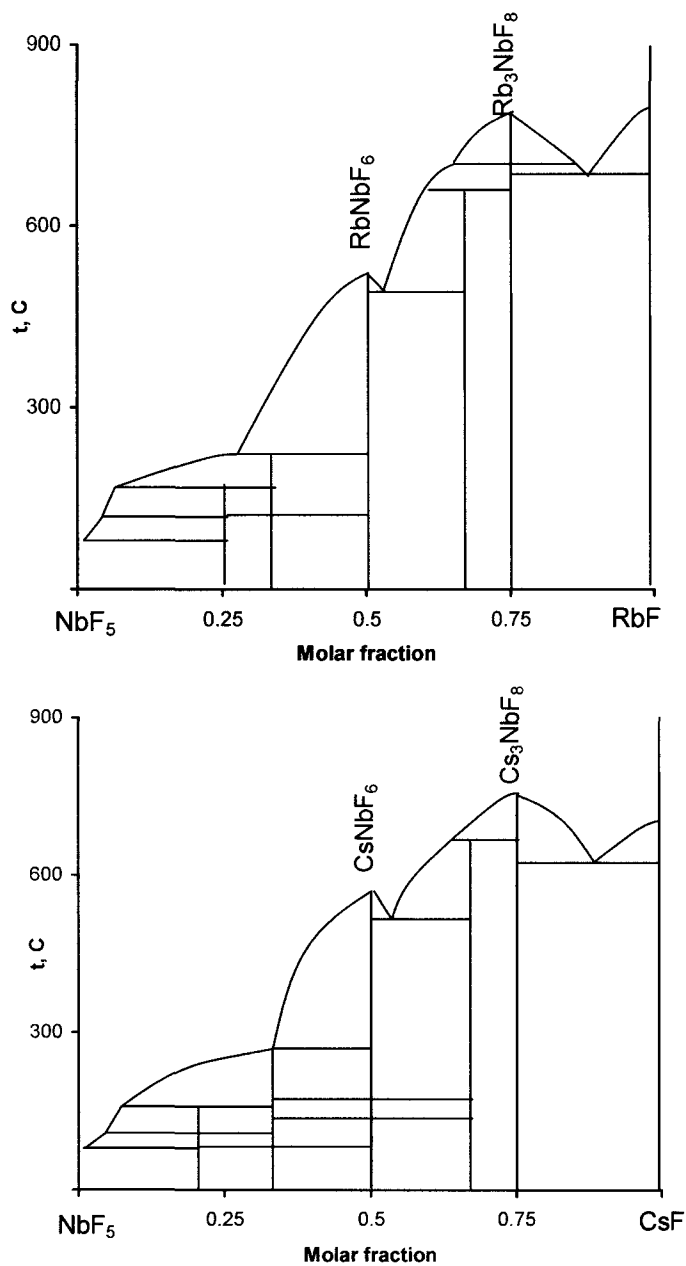 900
600
300
t, C
RbNbF₆
Rb₃NbF₈
NbF₅
0.25
0.5
0.75
RbF
Molar fraction
900
600
300
t, C
CsNbF₆
Cs₃NbF₈
NbF₅
0.25
0.5
0.75
CsF
Molar fraction